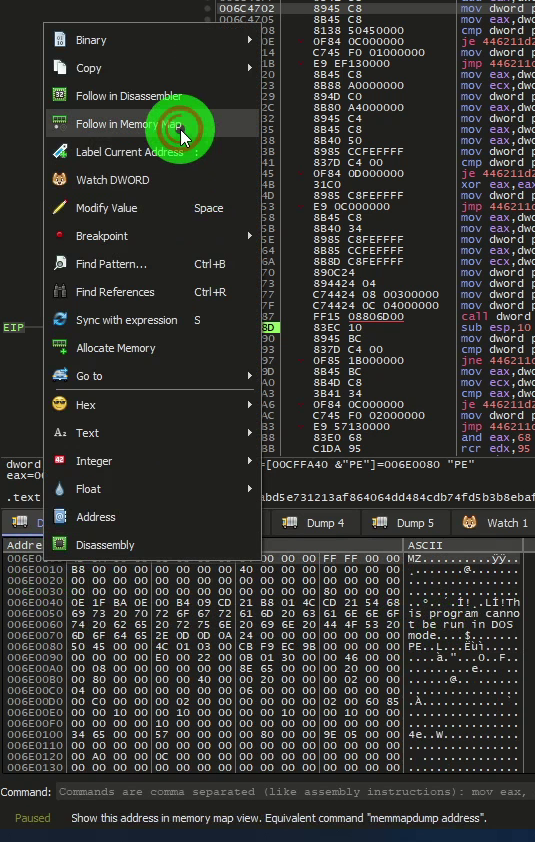 006C4702 8945 F4 mov dword p
006C4705 8B45 C8 mov eax,dwo
8138 50450000 cmp dword p
0F84 0C000000 je 446211d2
C745 F0 01000000 mov dword p
E9 EF130000 jmp 446211d
8B45 C8 mov eax,dwo
8B88 A0000000 mov ecx,dwo
894D C0 mov dword p
8B80 A4000000 mov eax,dwo
8945 C4 mov dword p
8B45 C8 mov eax,dwo
8B40 50 mov eax,dwo
8985 CCFEFFFF mov dword p
837D C4 00 cmp dword p
0F84 0D000000 je 446211d2
31C0 xor eax,eax
8985 C8FEFFFF mov dword p
E9 0C000000 jmp 446211d
8B45 C8 mov eax,dwo
8B40 34 mov eax,dwo
8985 C8FEFFFF mov dword p
8B85 CCFEFFFF mov eax,dwo
8B8D C8FEFFFF mov ecx,dwo
890C24 mov dword p
894424 04 mov dword p
C74424 08 00300000 mov dword p
C74424 0C 04000000 mov dword p
FF15 08806D00 call dword
EIP 8D 83EC 10 sub esp,10
8945 BC mov dword p
837D C4 00 cmp dword p
0F85 1B000000 jne 446211d
8B45 BC mov eax,dwo
8B4D C8 mov ecx,dwo
3B41 34 cmp eax,dwo
0F84 0C000000 je 446211d2
C745 F0 02000000 mov dword p
E9 57130000 jmp 446211d
83E0 68 and eax,68
C1DA 95 rcr edx,95
Binary
Copy
Follow in Disassembler
Follow in Memory Map
Label Current Address :
Watch DWORD
Modify Value Space
Breakpoint
Find Pattern... Ctrl+B
Find References Ctrl+R
Sync with expression S
Allocate Memory
Go to
Hex
Text
Integer
Float
Address
Disassembly
dword =[00CFFA40 &"PE"]=006E0080 "PE"
eax=00
.text abd5e731213af864064dd484cdb74fd5b3b8ebaf
D Dump 4 Dump 5 Watch 1
Addre ASCII
006E0000 00 00 00 FF FF 00 00 MZ..........ÿÿ..
006E0010 B8 00 00 00 00 00 00 00 40 00 00 00 00 00 00 00 ¸.......@.......
006E0020 00 00 00 00 00 00 00 00 00 00 00 00 00 00 00 00 ................
006E0030 00 00 00 00 00 00 00 00 00 00 00 00 80 00 00 00 ................
006E0040 0E 1F BA 0E 00 B4 09 CD 21 B8 01 4C CD 21 54 68 ..º..´.Í!¸.LÍ!Th
006E0050 69 73 20 70 72 6F 67 72 61 6D 20 63 61 6E 6E 6F is program canno
006E0060 74 20 62 65 20 72 75 6E 20 69 6E 20 44 4F 53 20 t be run in DOS
006E0070 6D 6F 64 65 2E 0D 0D 0A 24 00 00 00 00 00 00 00 mode....$.......
006E0080 50 45 00 00 4C 01 03 00 CB F9 EC 9B 00 00 00 00 PE..L...Ëùì.....
006E0090 00 00 00 00 E0 00 22 00 0B 01 30 00 00 46 00 00 ....à."...0..F..
006E00A0 00 08 00 00 00 00 00 00 8E 65 00 00 00 20 00 00 .........e... ..
006E00B0 00 80 00 00 00 00 40 00 00 20 00 00 00 02 00 00 ......@.. ......
006E00C0 04 00 00 00 00 00 00 00 06 00 00 00 00 00 00 00 ................
006E00D0 00 C0 00 00 00 02 00 00 00 00 00 00 02 00 60 85 .À............`.
006E00E0 00 00 10 00 00 10 00 00 00 00 10 00 00 10 00 00 ................
006E00F0 00 00 00 00 10 00 00 00 00 00 00 00 00 00 00 00 ................
006E0100 34 65 00 00 57 00 00 00 00 80 00 00 9E 05 00 00 4e..W...........
006E0110 00 00 00 00 00 00 00 00 00 00 00 00 00 00 00 00 ................
006E0120 00 A0 00 00 0C 00 00 00 00 00 00 00 00 00 00 00 . ..............
006E0130 00 00 00 00 00 00 00 00 00 00 00 00 00 00 00 00 ................
Command: Commands are comma separated (like assembly instructions): mov eax,
Paused Show this address in memory map view. Equivalent command "memmapdump address".